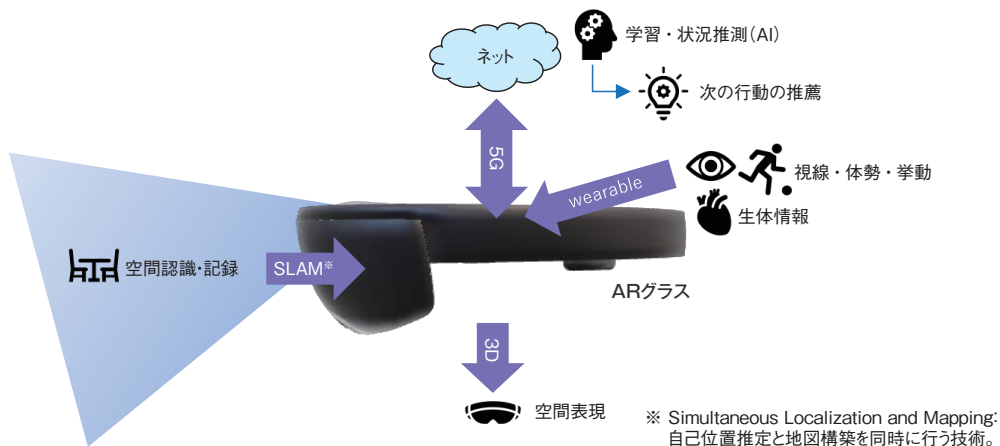 ネット
学習・状況推測(AI)
次の行動の推薦
5G
wearable
視線・体勢・挙動
生体情報
空間認識・記録
SLAM※
ARグラス
3D
空間表現
※ Simultaneous Localization and Mapping:
自己位置推定と地図構築を同時に行う技術。